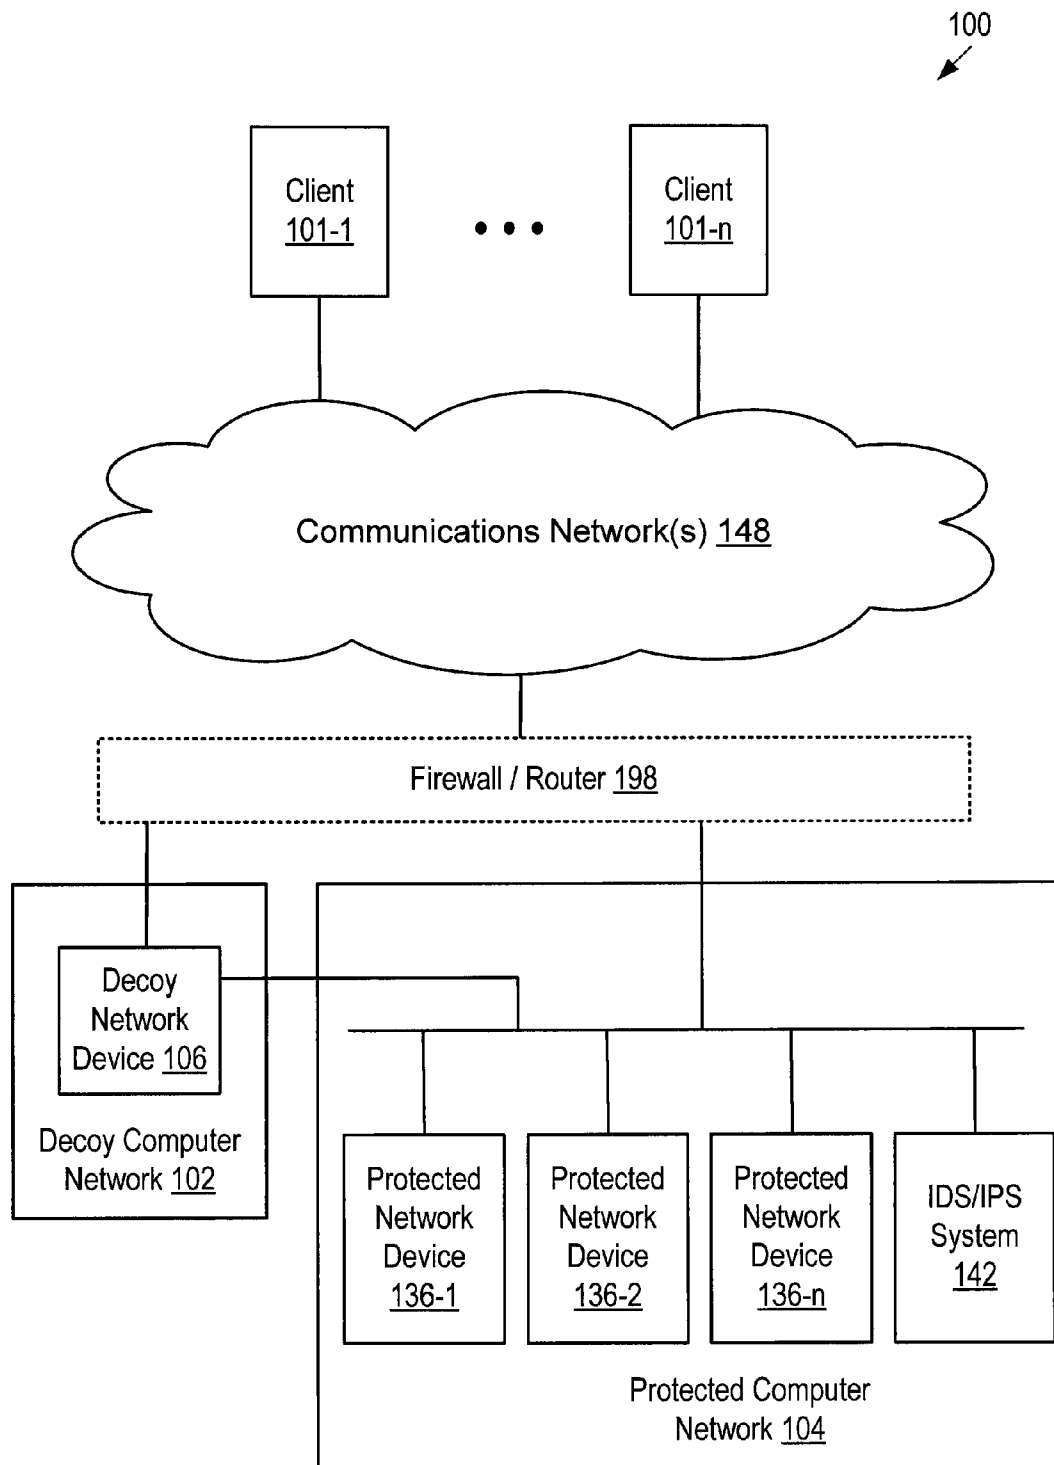 100
Client
101-1
Client
101-n
Communications Network(s) 148
Firewall / Router 198
Decoy
Network
Device 106
Decoy Computer
Network 102
Protected
Network
Device
136-1
Protected
Network
Device
136-2
Protected
Network
Device
136-n
IDS/IPS
System
142
Protected Computer
Network 104